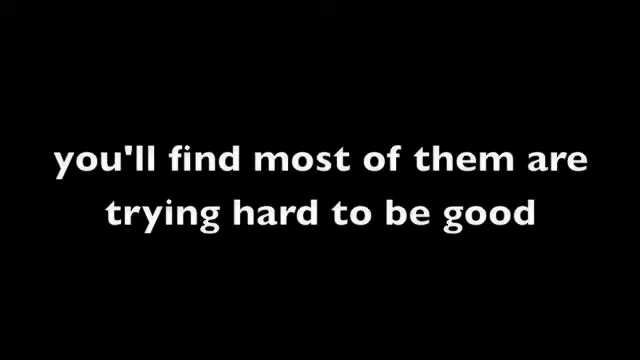 you'll find most of them are
trying hard to be good